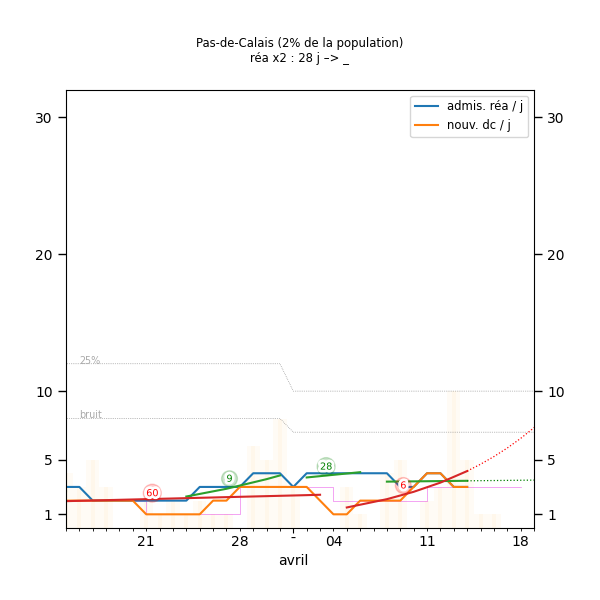 Pas-de-Calais (2% de la population)
réa x2 : 28 j –> _
admis. réa / j
nouv. dc / j
30 30
20 20
25%
10 10
bruit
5 5
28
9
6
60
1 1
21 28 - 04 11 18
avril